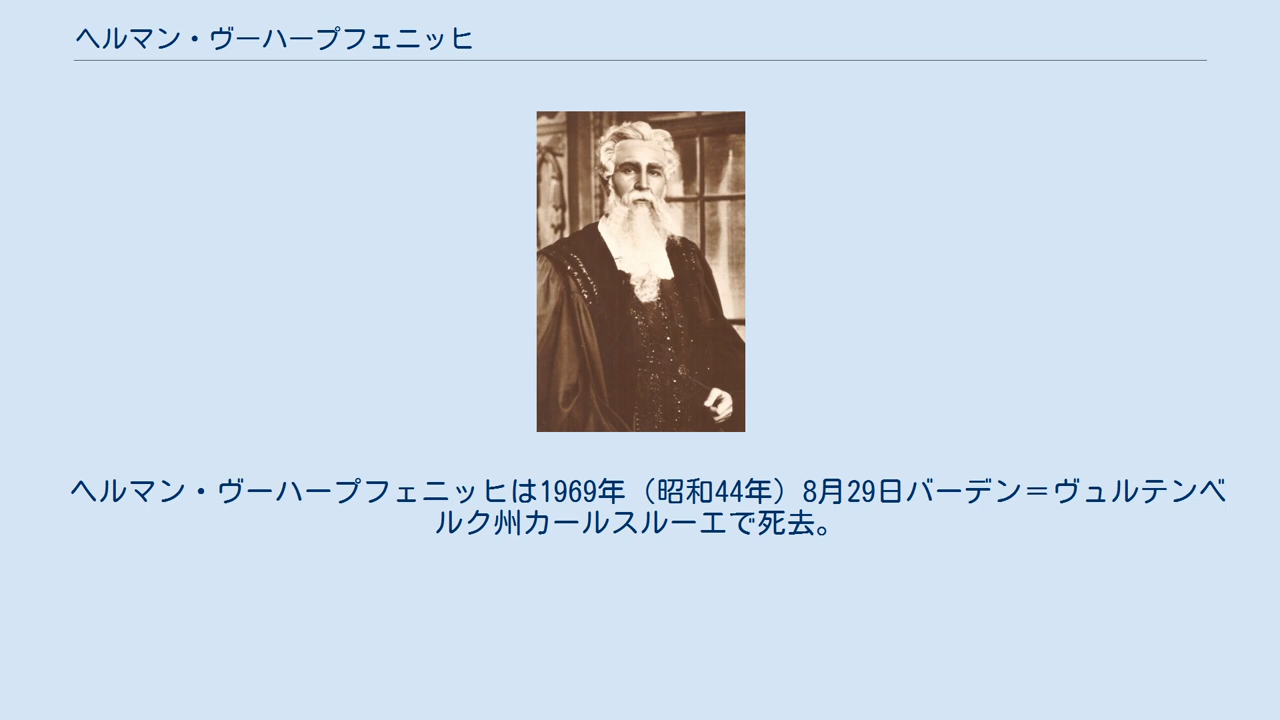 ヘルマン・ヴーハープフェニッヒ
ヘルマン・ヴーハープフェニッヒは1969年（昭和44年）8月29日バーデン＝ヴュルテンベ
ルク州カールスルーエで死去。